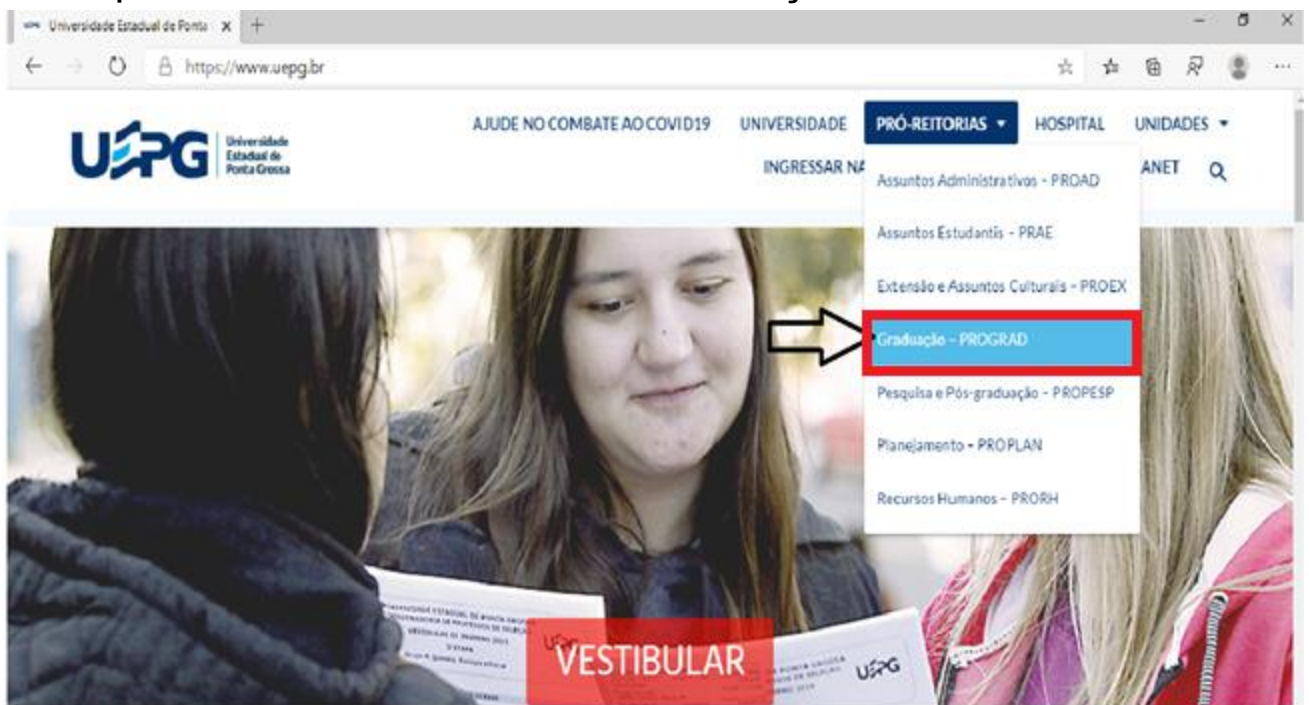 Universidade Estadual de Ponta
https://www.uepg.br
UEPG Universidade Estadual de Ponta Grossa
AJUDE NO COMBATE AO COVID19 UNIVERSIDADE PRÓ-REITORIAS HOSPITAL UNIDADES
INGRESSAR NA ANET
Assuntos Administrativos - PROAD
Assuntos Estudantis - PRAE
Extensão e Assuntos Culturais - PROEX
Graduação - PROGRAD
Pesquisa e Pós-graduação - PROPESP
Planejamento - PROPLAN
Recursos Humanos - PRORH
VESTIBULAR
UEPG